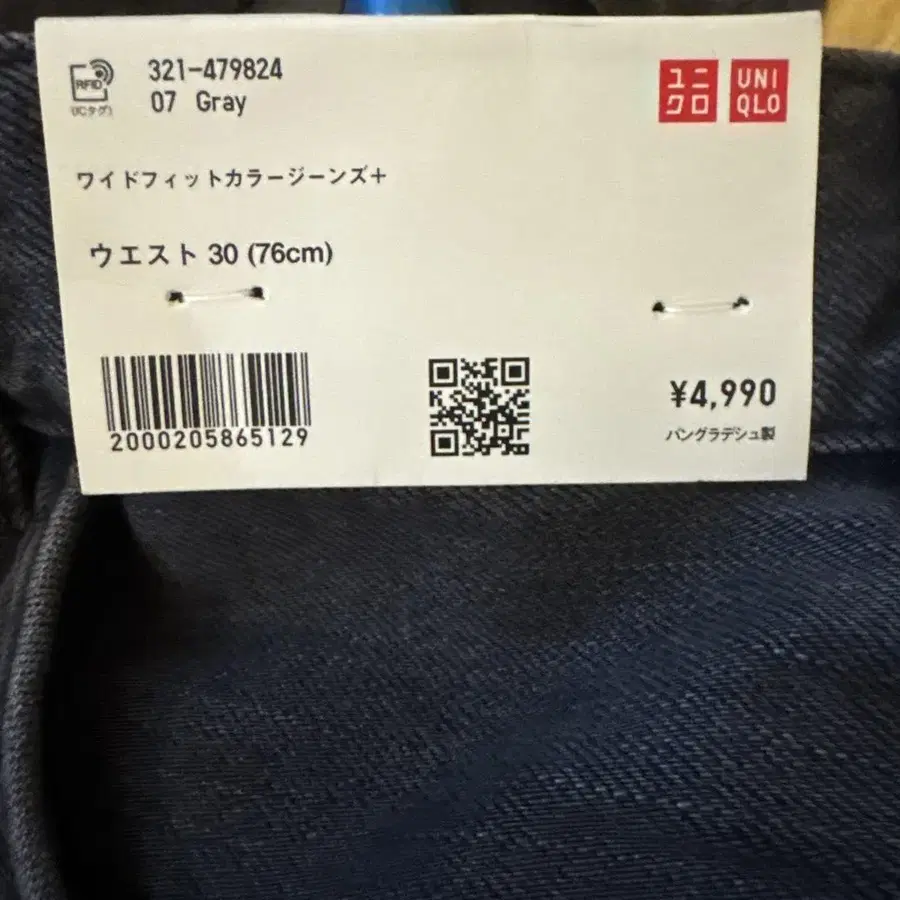 RFID
(ICタグ)
321-479824
07 Gray
ユニ
クロ
UNI
QLO
ワイドフィットカラージーンズ+
ウエスト 30 (76cm)
2000205865129
¥4,990
バングラデシュ製